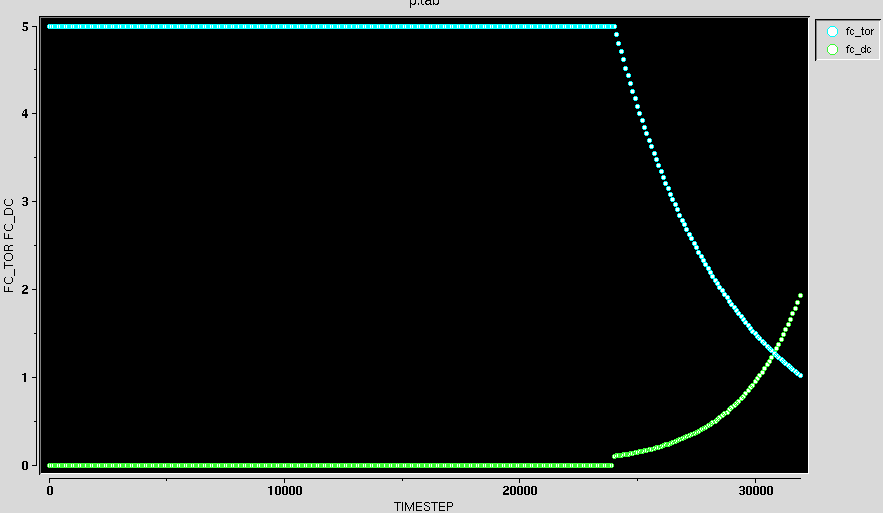 p.tab
fc_tor
fc_dc
FC_TOR FC_DC
5
4
3
2
1
0
0 10000 20000 30000
TIMESTEP